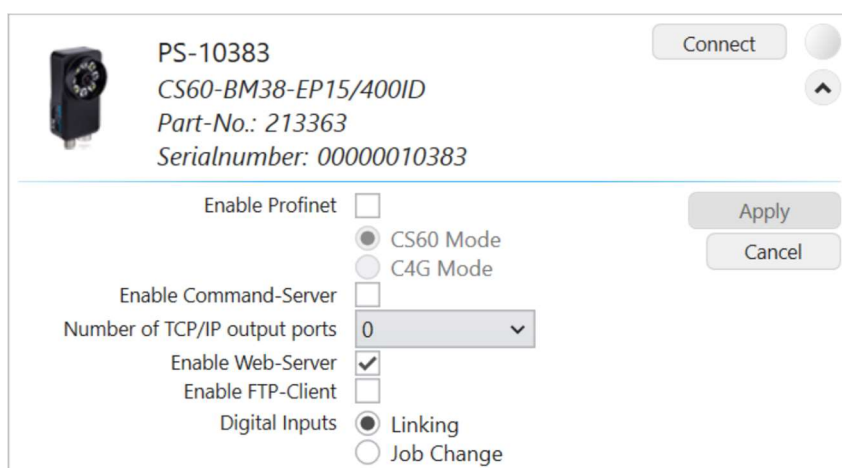 PS-10383
Connect
CS60-BM38-EP15/400ID
Part-No.: 213363
Serialnumber: 00000010383
Enable Profinet
Apply
CS60 Mode
Cancel
C4G Mode
Enable Command-Server
Number of TCP/IP output ports 0
Enable Web-Server
Enable FTP-Client
Digital Inputs Linking
Job Change